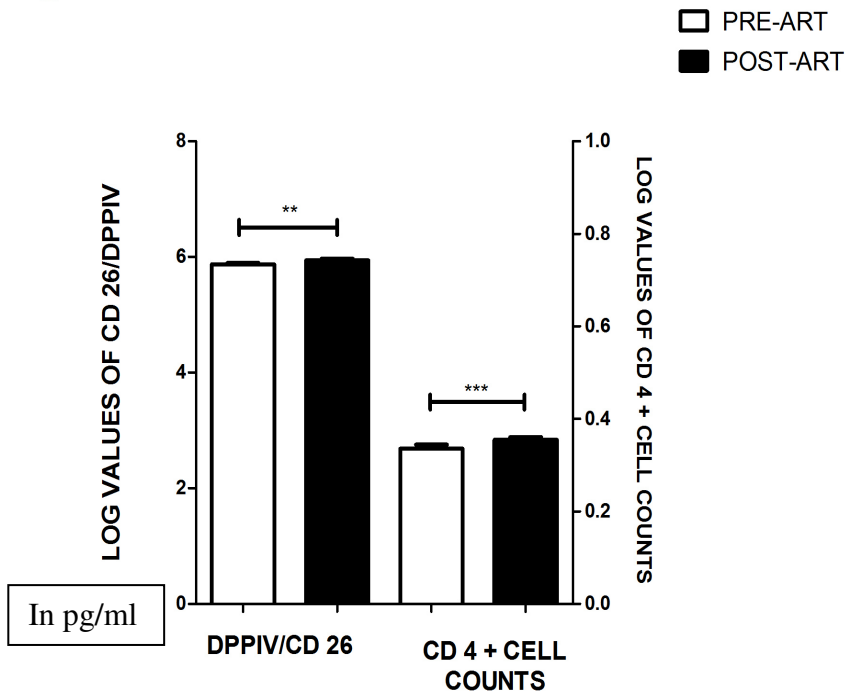 PRE-ART
POST-ART
LOG VALUES OF CD 26/DPPIV
8
6
4
2
0
**
***
1.0
0.8
0.6
0.4
0.2
0.0
LOG VALUES OF CD 4 + CELL COUNTS
In pg/ml
DPPIV/CD 26
CD 4 + CELL
COUNTS